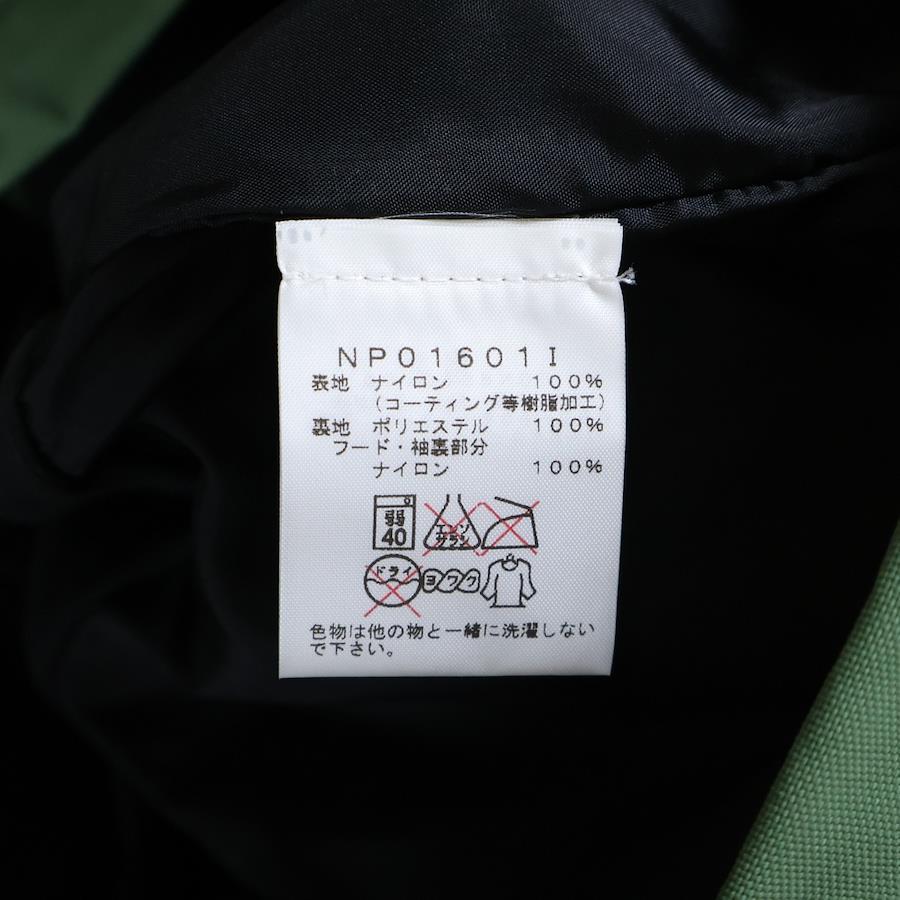 NP01601I
表地 ナイロン 100%
(コーティング等樹脂加工)
裏地 ポリエステル 100%
フード・袖裏部分
ナイロン 100%
弱
40
エンソ
サラシ
ドライ
ヨワク
色物は他の物と一緒に洗濯しない
で下さい。